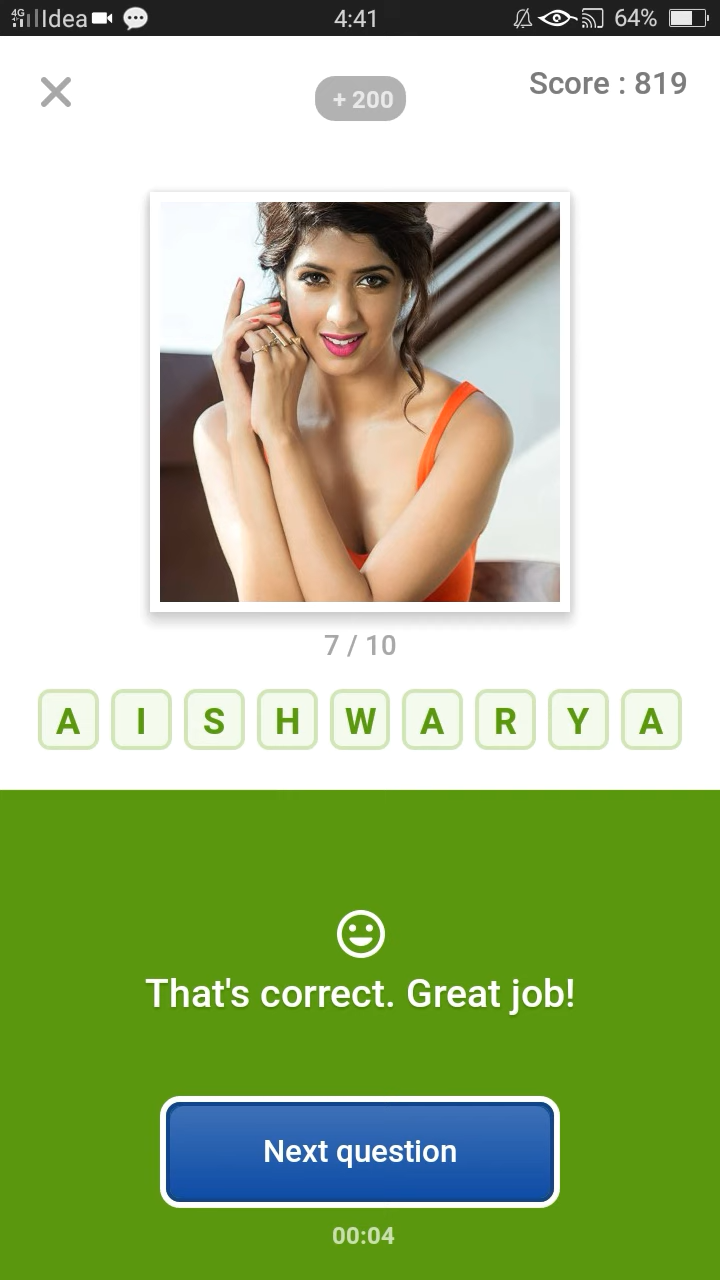 4G Idea 4:41 64%
+ 200
Score : 819
7 / 10
A I S H W A R Y A
That's correct. Great job!
Next question
00:04